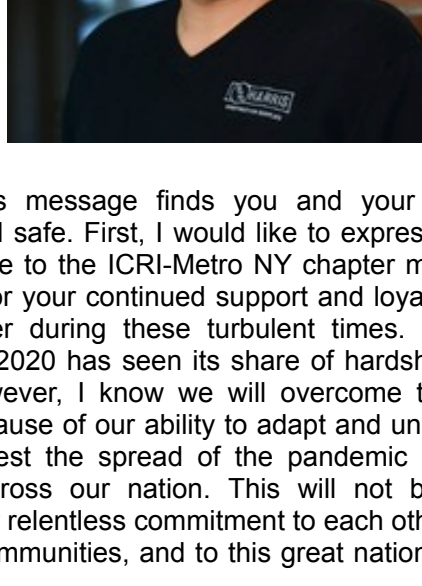 HARRIS
s message finds you and your
safe. First, I would like to expres
e to the ICRI-Metro NY chapter m
or your continued support and loya
er during these turbulent times.
2020 has seen its share of hardsh
wever, I know we will overcome t
ause of our ability to adapt and un
est the spread of the pandemic
ross our nation. This will not b
relentless commitment to each oth
mmunities, and to this great nation